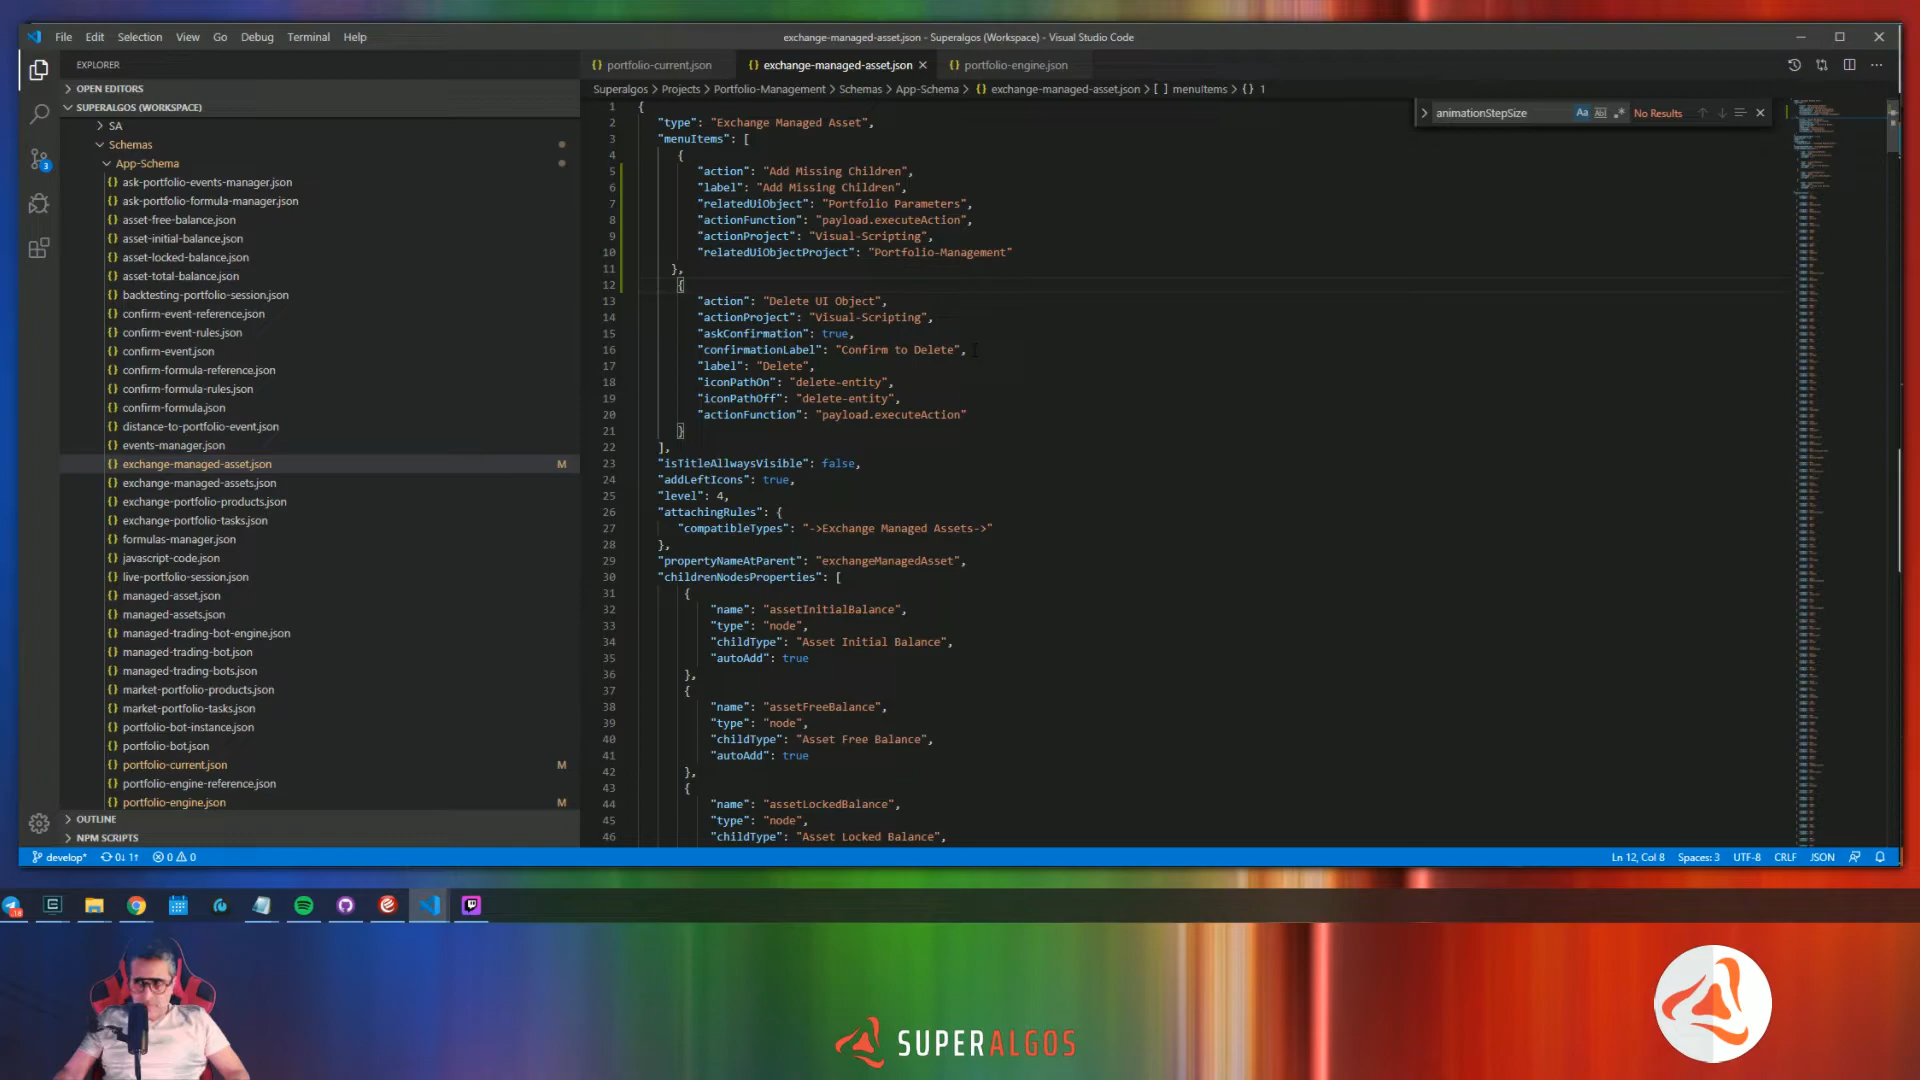 File Edit Selection View Go Debug Terminal Help
exchange-managed-asset.json - Superalgos (Workspace) - Visual Studio Code
EXPLORER
OPEN EDITORS
SUPERALGOS (WORKSPACE)
SA
Schemas
App-Schema
{} ask-portfolio-events-manager.json
{} ask-portfolio-formula-manager.json
{} asset-free-balance.json
{} asset-initial-balance.json
{} asset-locked-balance.json
{} asset-total-balance.json
{} backtesting-portfolio-session.json
{} confirm-event-reference.json
{} confirm-event-rules.json
{} confirm-event.json
{} confirm-formula-reference.json
{} confirm-formula-rules.json
{} confirm-formula.json
{} distance-to-portfolio-event.json
{} events-manager.json
{} exchange-managed-asset.json M
{} exchange-managed-assets.json
{} exchange-portfolio-products.json
{} exchange-portfolio-tasks.json
{} formulas-manager.json
{} javascript-code.json
{} live-portfolio-session.json
{} managed-asset.json
{} managed-assets.json
{} managed-trading-bot-engine.json
{} managed-trading-bot.json
{} managed-trading-bots.json
{} market-portfolio-products.json
{} market-portfolio-tasks.json
{} portfolio-bot-instance.json
{} portfolio-bot.json
{} portfolio-current.json M
{} portfolio-engine-reference.json
{} portfolio-engine.json M
OUTLINE
NPM SCRIPTS
3
{} portfolio-current.json {} exchange-managed-asset.json {} portfolio-engine.json
Superalgos > Projects > Portfolio-Management > Schemas > App-Schema > {} exchange-managed-asset.json > [ ] menuItems > {} 1
animationStepSize Aa Abl .* No Results
1 {
2 "type": "Exchange Managed Asset",
3 "menuItems": [
4 {
5 "action": "Add Missing Children",
6 "label": "Add Missing Children",
7 "relatedUiObject": "Portfolio Parameters",
8 "actionFunction": "payload.executeAction",
9 "actionProject": "Visual-Scripting",
10 "relatedUiObjectProject": "Portfolio-Management"
11 },
12 {
13 "action": "Delete UI Object",
14 "actionProject": "Visual-Scripting",
15 "askConfirmation": true,
16 "confirmationLabel": "Confirm to Delete",
17 "label": "Delete",
18 "iconPathOn": "delete-entity",
19 "iconPathOff": "delete-entity",
20 "actionFunction": "payload.executeAction"
21 }
22 ],
23 "isTitleAllwaysVisible": false,
24 "addLeftIcons": true,
25 "level": 4,
26 "attachingRules": {
27 "compatibleTypes": "->Exchange Managed Assets->"
28 },
29 "propertyNameAtParent": "exchangeManagedAsset",
30 "childrenNodesProperties": [
31 {
32 "name": "assetInitialBalance",
33 "type": "node",
34 "childType": "Asset Initial Balance",
35 "autoAdd": true
36 },
37 {
38 "name": "assetFreeBalance",
39 "type": "node",
40 "childType": "Asset Free Balance",
41 "autoAdd": true
42 },
43 {
44 "name": "assetLockedBalance",
45 "type": "node",
46 "childType": "Asset Locked Balance",
develop* 0↓ 1↑ 0 0
Ln 12, Col 8 Spaces: 3 UTF-8 CRLF JSON
SUPERALGOS